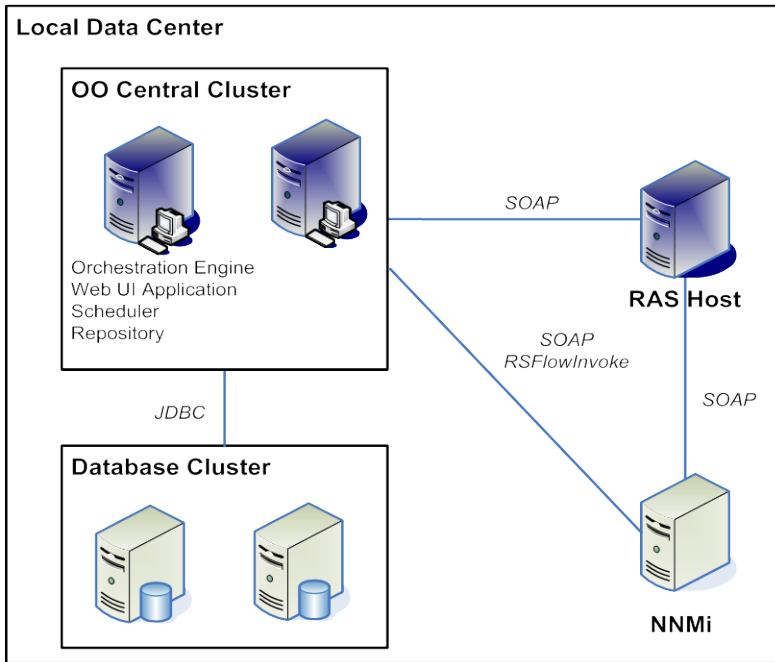 Local Data Center
OO Central Cluster
Orchestration Engine
Web UI Application
Scheduler
Repository
SOAP
RAS Host
SOAP
RSFlowInvoke
SOAP
JDBC
Database Cluster
NNMi